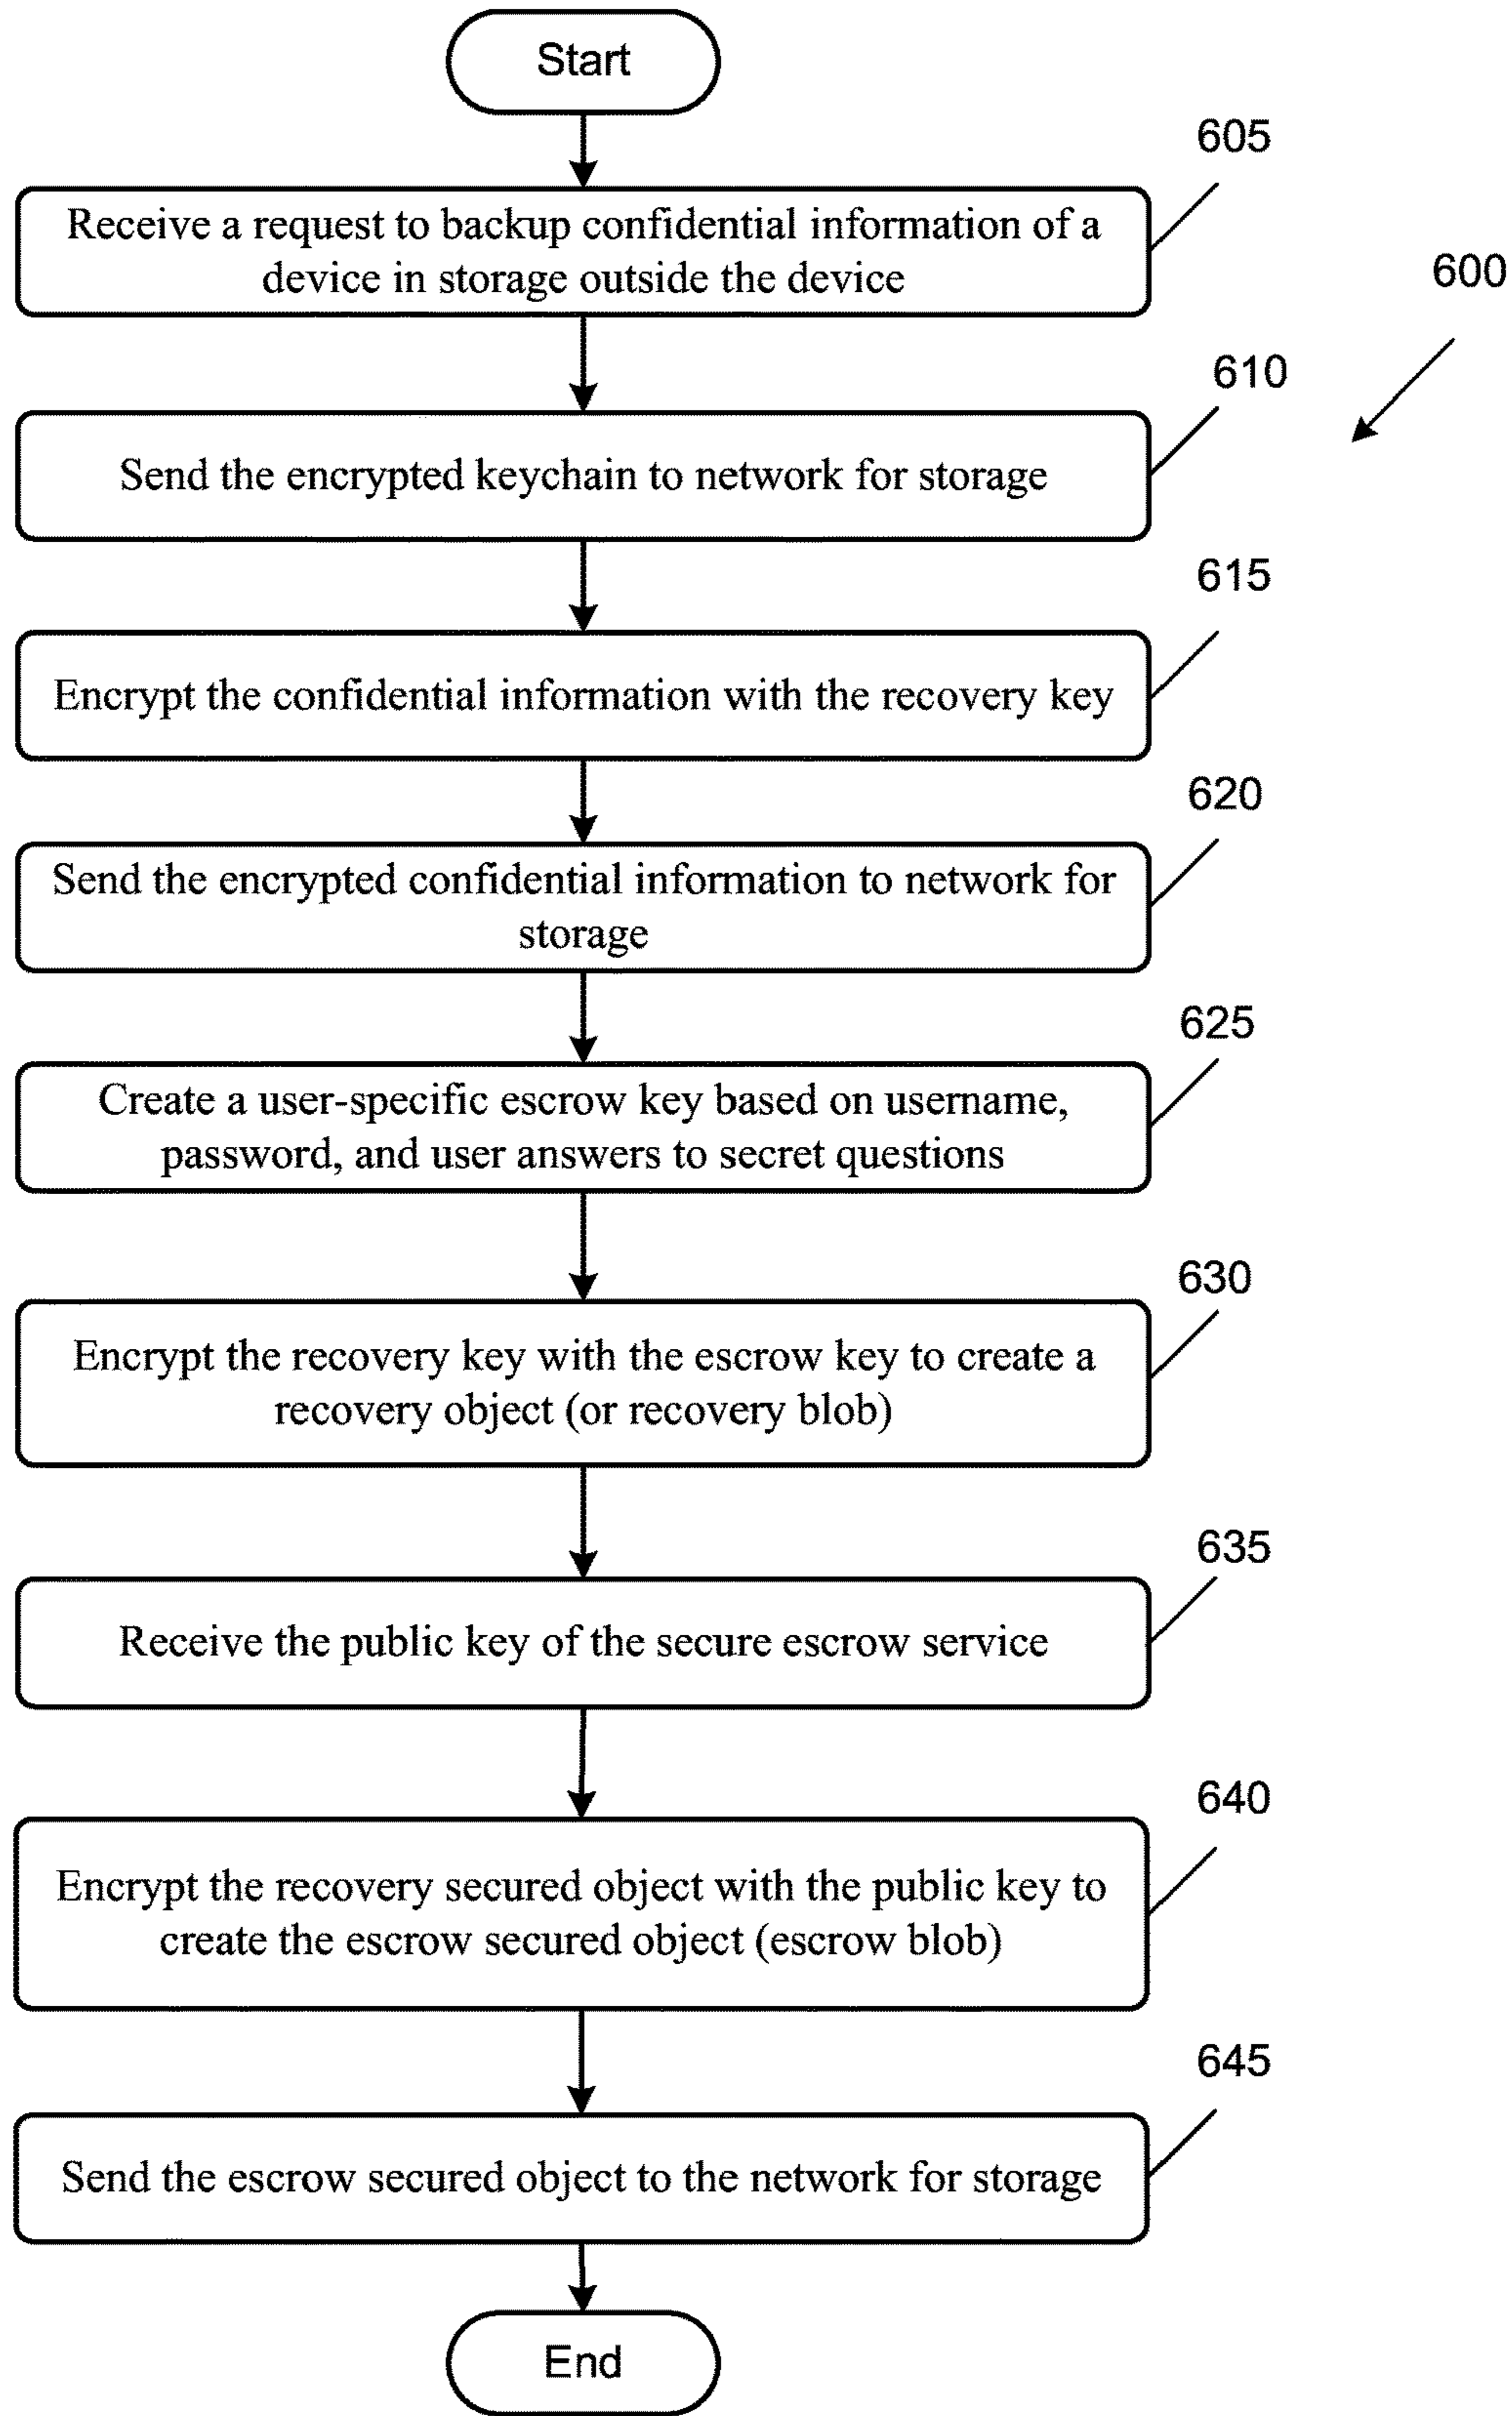 Start
605
Receive a request to backup confidential information of a
device in storage outside the device
600
610
Send the encrypted keychain to network for storage
615
Encrypt the confidential information with the recovery key
620
Send the encrypted confidential information to network for
storage
625
Create a user-specific escrow key based on username,
password, and user answers to secret questions
630
Encrypt the recovery key with the escrow key to create a
recovery object (or recovery blob)
635
Receive the public key of the secure escrow service
640
Encrypt the recovery secured object with the public key to
create the escrow secured object (escrow blob)
645
Send the escrow secured object to the network for storage
End